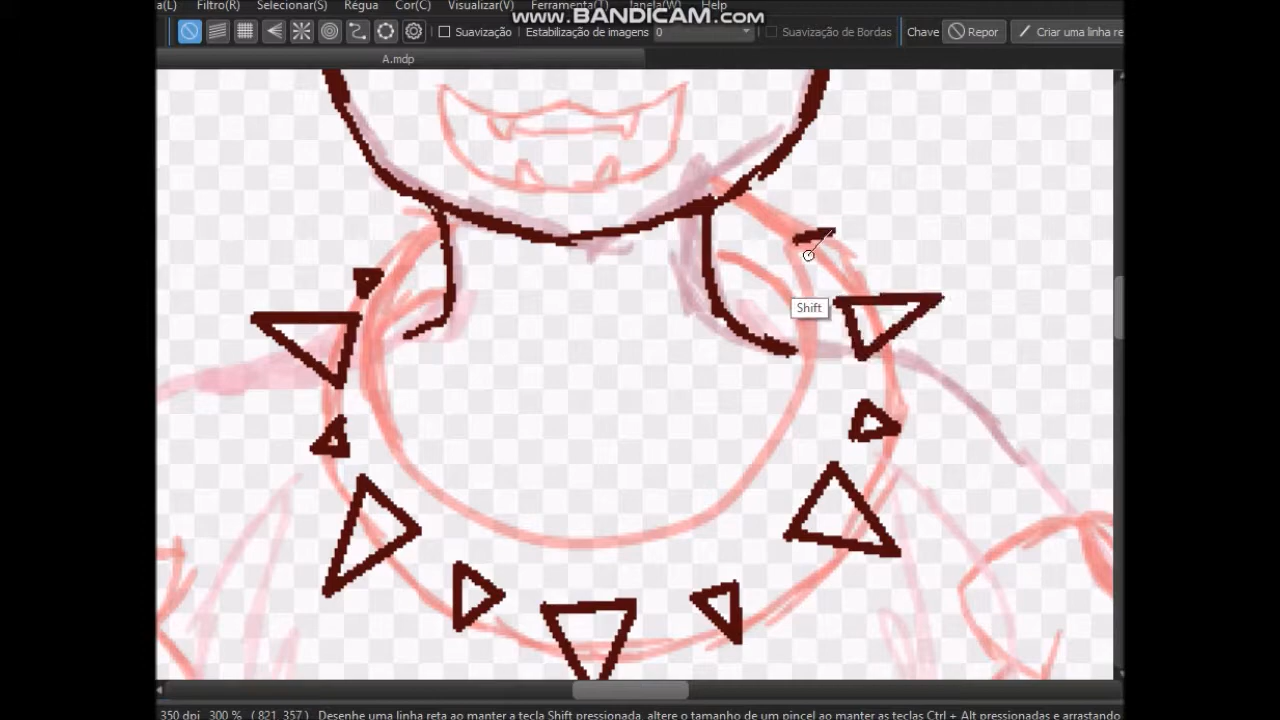 a(L) Filtro(R) Selecionar(S) Régua Cor(C) Visualizar(V) Ferramenta(T) Janela(W) Help
www.BANDICAM.com
Suavização Estabilização de imagens 0 Suavização de Bordas Chave Repor Criar uma linha re
A.mdp
Shift
350 dpi 300 % ( 821, 357 ) Desenhe uma linha reta ao manter a tecla Shift pressionada, altere o tamanho de um pincel ao manter as teclas Ctrl + Alt pressionadas e arrastando